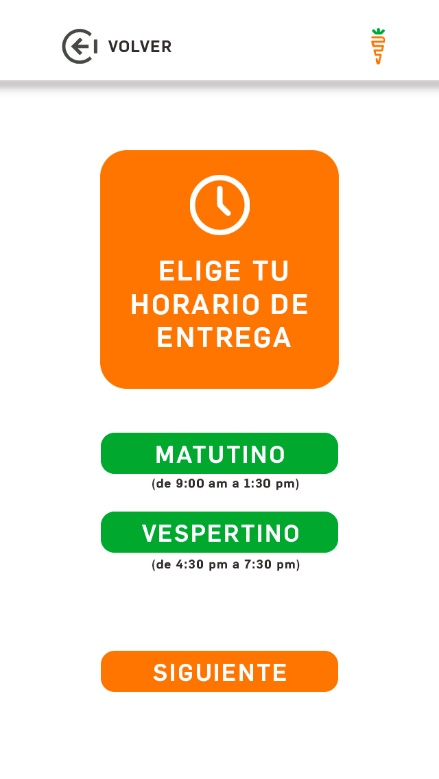 VOLVER
ELIGE TU
HORARIO DE
ENTREGA
MATUTINO
(de 9:00 am a 1:30 pm)
VESPERTINO
(de 4:30 pm a 7:30 pm)
SIGUIENTE